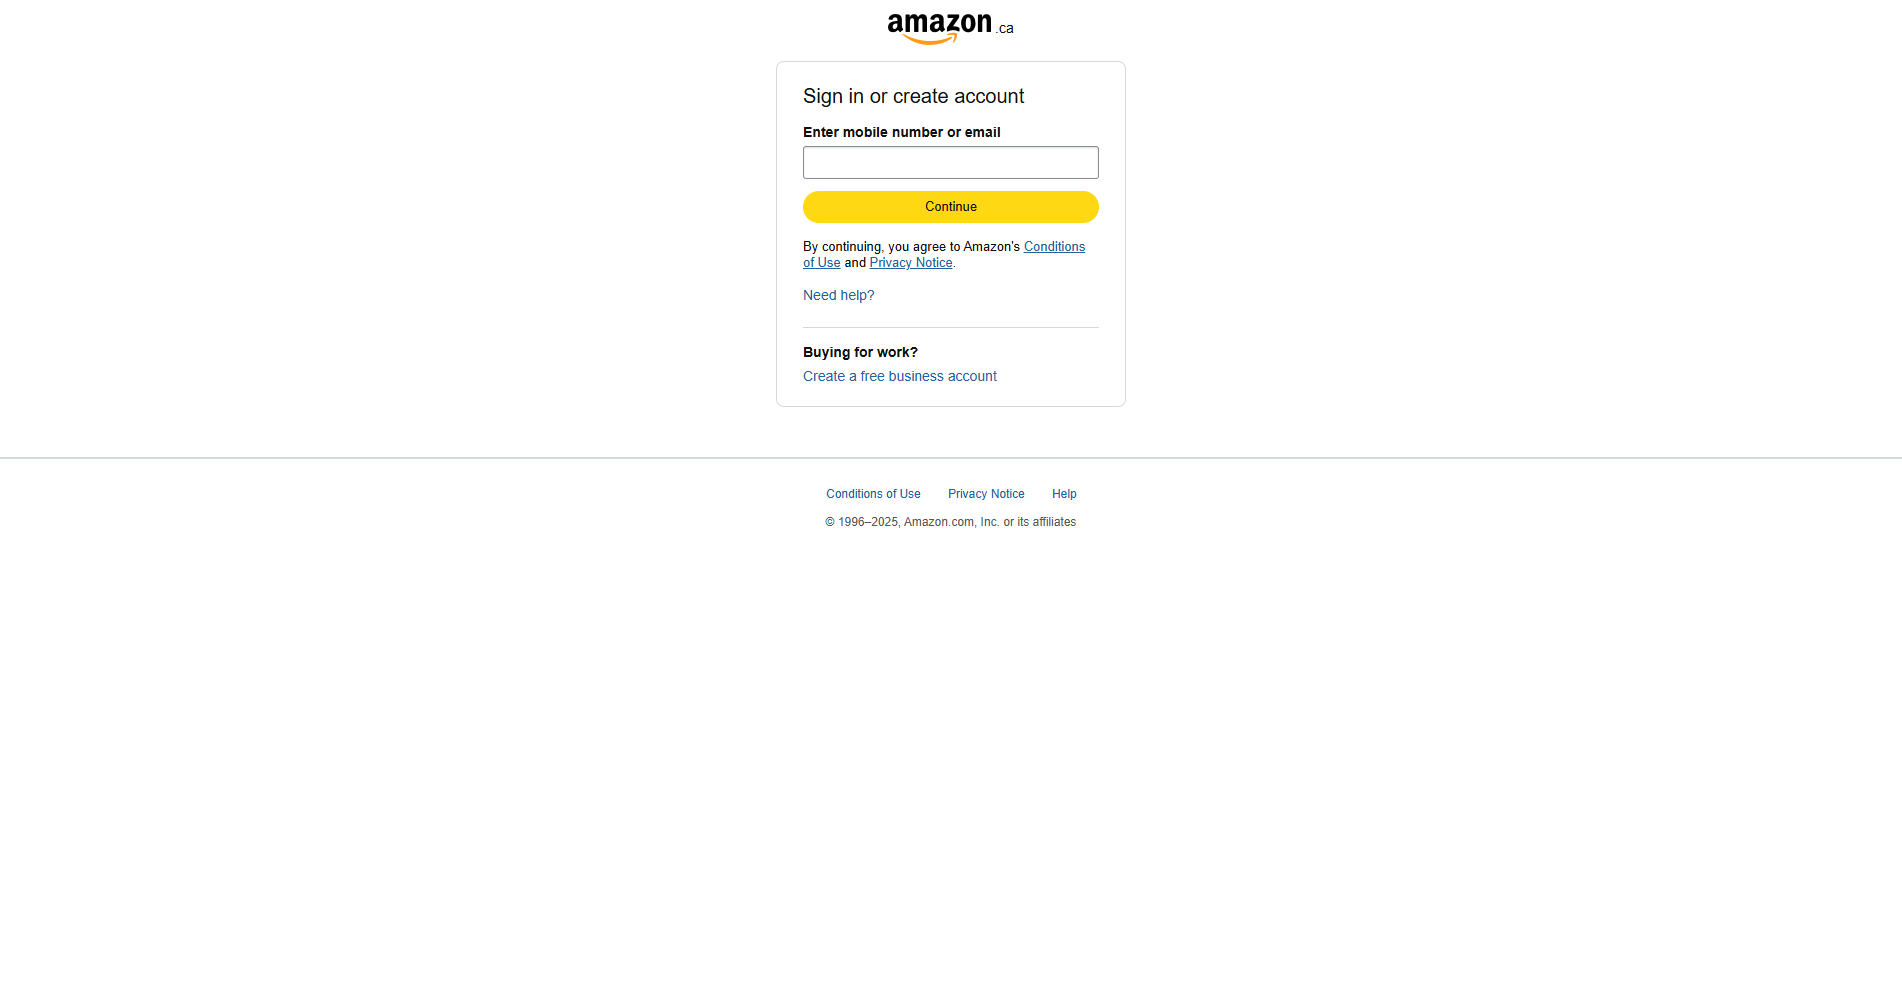 amazon.ca
Sign in or create account
Enter mobile number or email
Continue
By continuing, you agree to Amazon's Conditions
of Use and Privacy Notice.
Need help?
Buying for work?
Create a free business account
Conditions of Use Privacy Notice Help
© 1996–2025, Amazon.com, Inc. or its affiliates